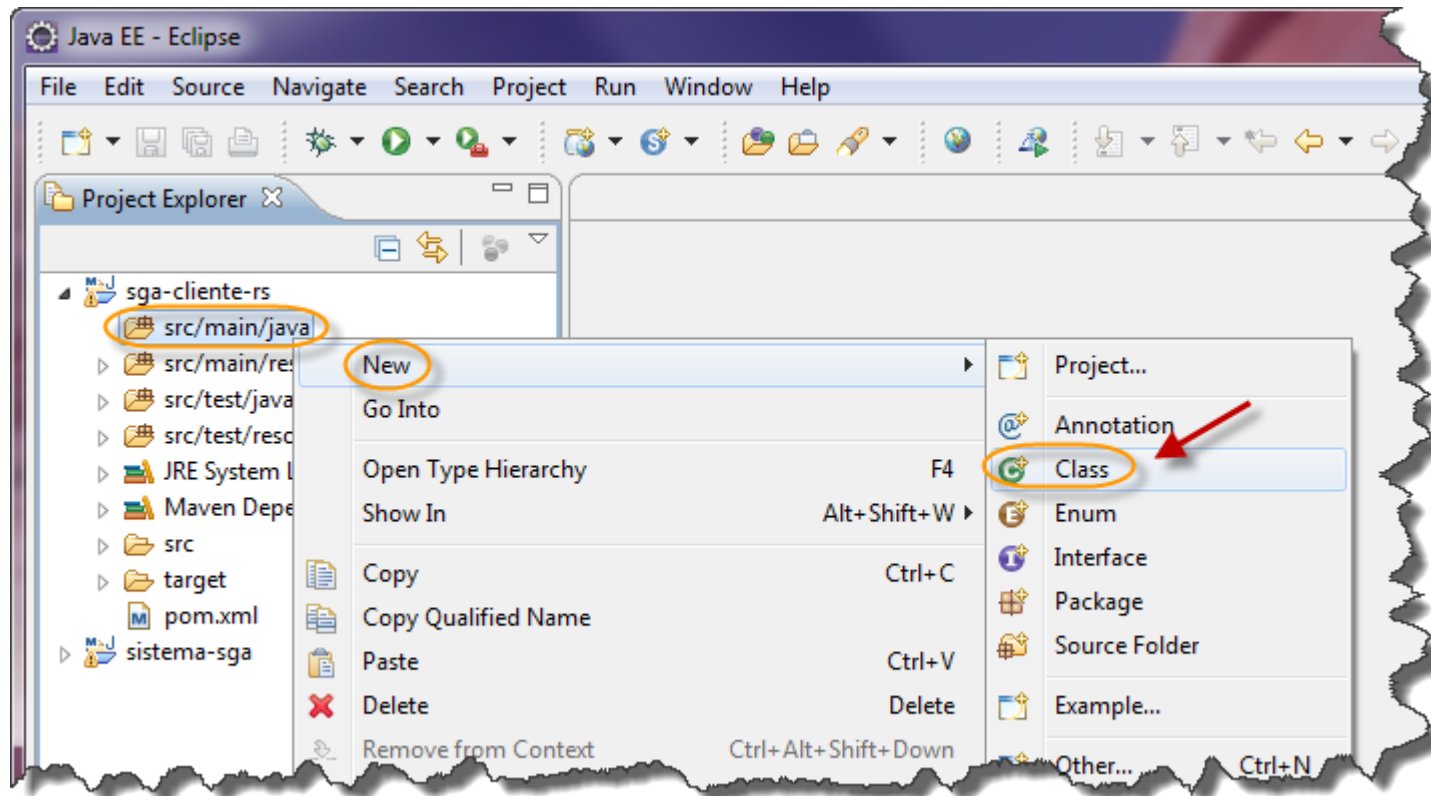 Java EE - Eclipse
File Edit Source Navigate Search Project Run Window Help
Project Explorer
sga-cliente-rs
src/main/java
src/main/res
src/test/java
src/test/reso
JRE System L
Maven Depe
src
target
pom.xml
sistema-sga
New
Go Into
Open Type Hierarchy F4
Show In Alt+Shift+W
Copy Ctrl+C
Copy Qualified Name
Paste Ctrl+V
Delete Delete
Remove from Context Ctrl+Alt+Shift+Down
Project...
Annotation
Class
Enum
Interface
Package
Source Folder
Example...
Other... Ctrl+N